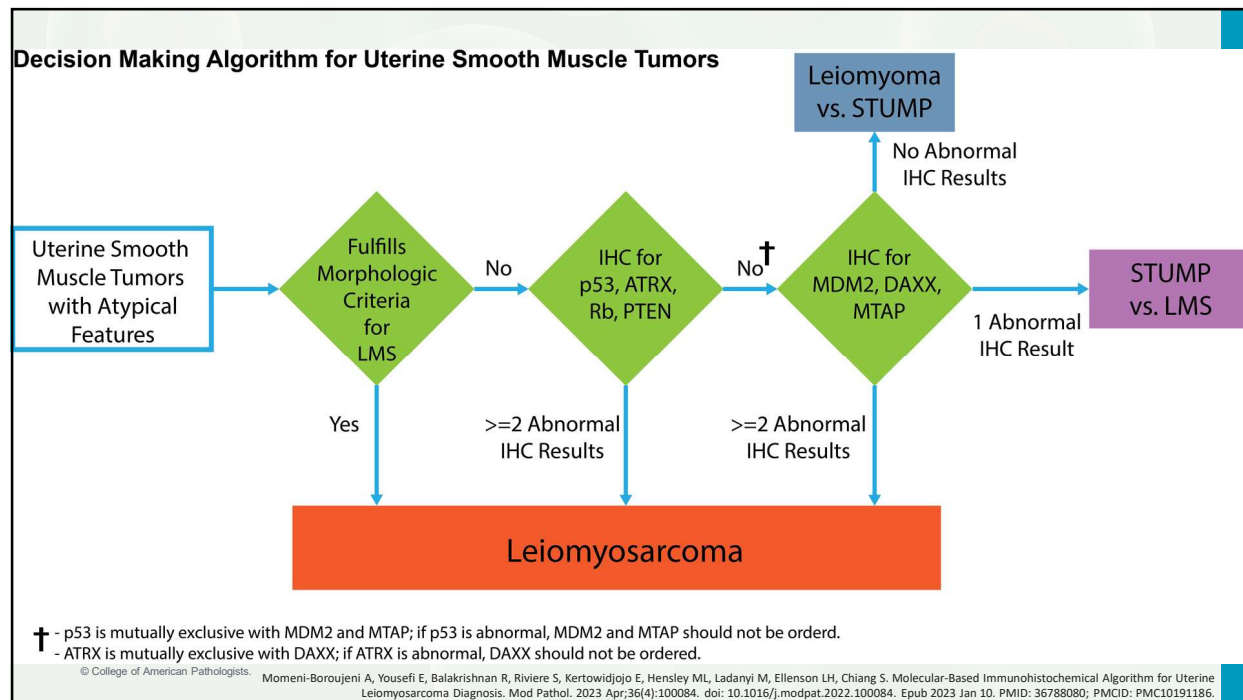 Decision Making Algorithm for Uterine Smooth Muscle Tumors
Leiomyoma
vs. STUMP
No Abnormal
IHC Results
Uterine Smooth
Muscle Tumors
with Atypical
Features
Fulfills
Morphologic
Criteria
for
LMS
No
IHC for
p53, ATRX,
Rb, PTEN
No†
IHC for
MDM2, DAXX,
MTAP
STUMP
vs. LMS
1 Abnormal
IHC Result
Yes
>=2 Abnormal
IHC Results
>=2 Abnormal
IHC Results
Leiomyosarcoma
† - p53 is mutually exclusive with MDM2 and MTAP; if p53 is abnormal, MDM2 and MTAP should not be orderd.
- ATRX is mutually exclusive with DAXX; if ATRX is abnormal, DAXX should not be ordered.
© College of American Pathologists.
Momeni-Boroujeni A, Yousefi E, Balakrishnan R, Riviere S, Kertowidjojo E, Hensley ML, Ladanyi M, Ellenson LH, Chiang S. Molecular-Based Immunohistochemical Algorithm for Uterine
Leiomyosarcoma Diagnosis. Mod Pathol. 2023 Apr;36(4):100084. doi: 10.1016/j.modpat.2022.100084. Epub 2023 Jan 10. PMID: 36788080; PMCID: PMC10191186.